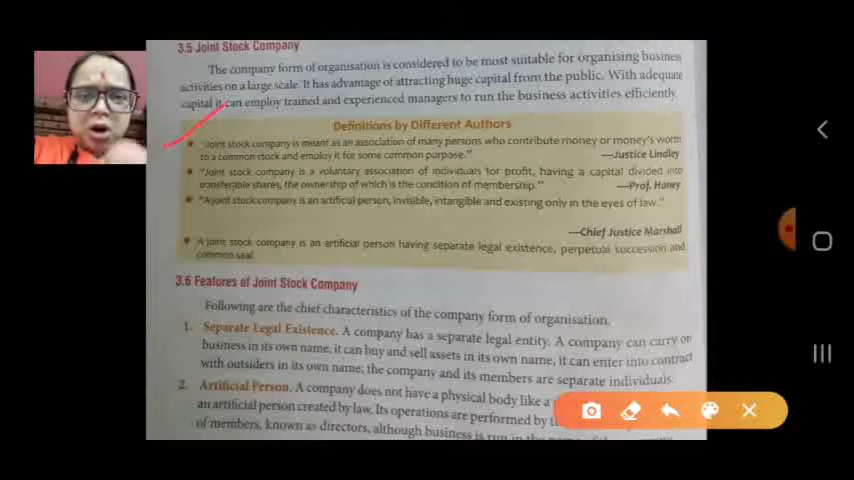 3.5 Joint Stock Company
The company form of organisation is considered to be most suitable for organising business
activities on a large scale. It has advantage of attracting huge capital from the public. With adequate
capital it can employ trained and experienced managers to run the business activities efficiently.
Definitions by Different Authors
• "Joint stock company is meant as an association of many persons who contribute money or money's worth
to a common stock and employ it for some common purpose." —Justice Lindley
• "Joint stock company is a voluntary association of individuals for profit, having a capital divided into
transferable shares, the ownership of which is the condition of membership." —Prof. Haney
• "A joint stock company is an artificial person, invisible, intangible and existing only in the eyes of law."
—Chief Justice Marshall
• A joint stock company is an artificial person having separate legal existence, perpetual succession and
common seal.
3.6 Features of Joint Stock Company
Following are the chief characteristics of the company form of organisation.
1. Separate Legal Existence. A company has a separate legal entity. A company can carry on
business in its own name, it can buy and sell assets in its own name, it can enter into contract
with outsiders in its own name; the company and its members are separate individuals.
2. Artificial Person. A company does not have a physical body like a
an artificial person created by law. Its operations are performed by
of members, known as directors, although business is run in the